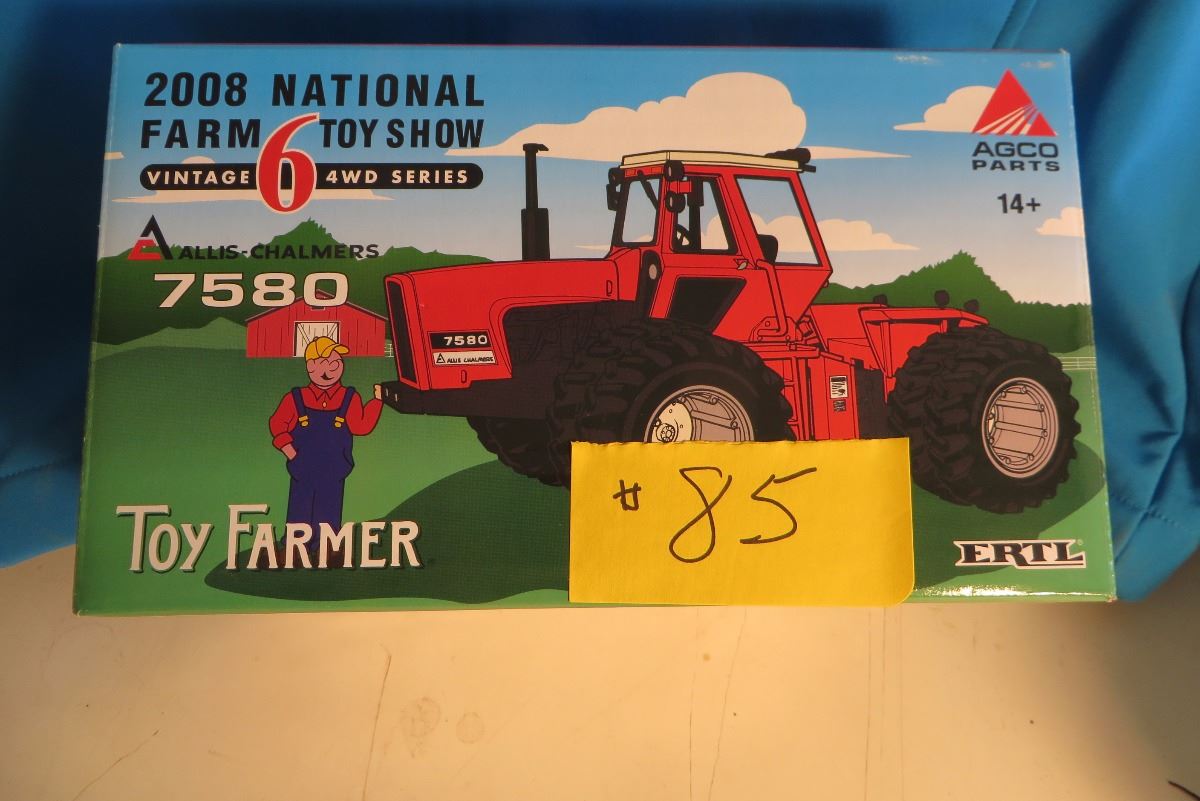 2008 NATIONAL
FARM 6 TOY SHOW
VINTAGE 4WD SERIES
AGCO
PARTS
14+
ALLIS-CHALMERS
7580
7580
ALLIS CHALMERS
TOY FARMER
# 85
ERTL